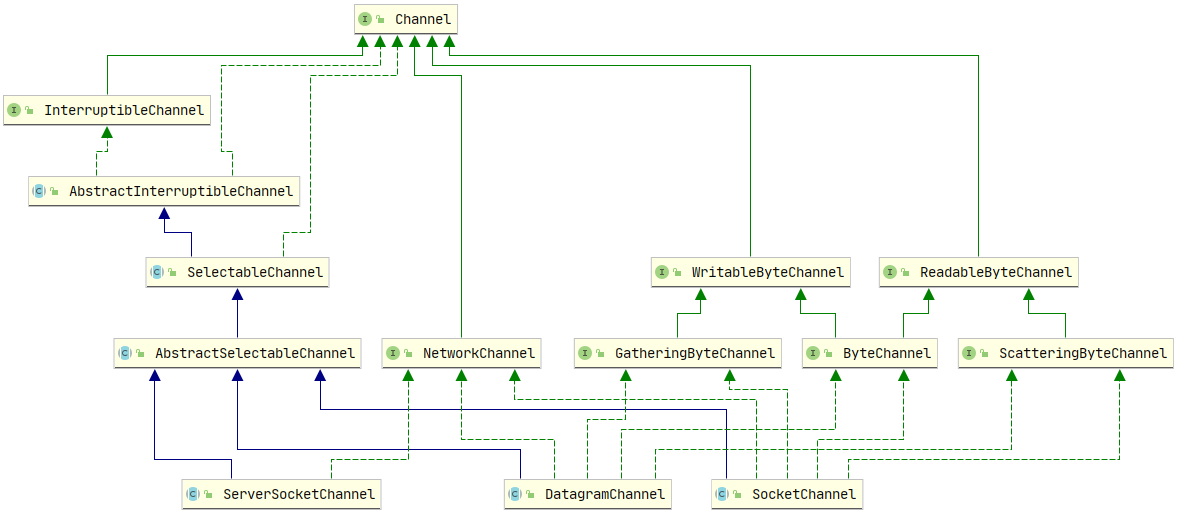 I Channel
I InterruptibleChannel
C AbstractInterruptibleChannel
C SelectableChannel
I WritableByteChannel
I ReadableByteChannel
C AbstractSelectableChannel
I NetworkChannel
I GatheringByteChannel
I ByteChannel
I ScatteringByteChannel
C ServerSocketChannel
C DatagramChannel
C SocketChannel